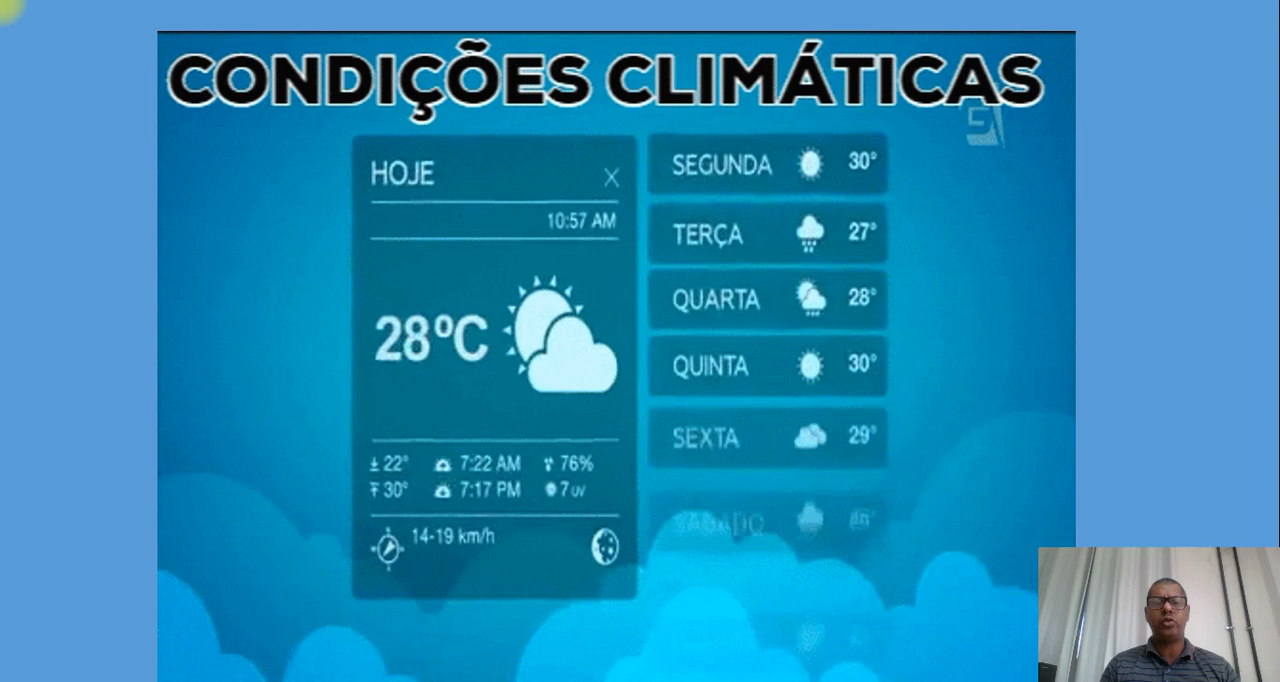 CONDIÇÕES CLIMÁTICAS
HOJE
10:57 AM
28ºC
22° 7:22 AM 76%
30° 7:17 PM 7 UV
14-19 km/h
SEGUNDA 30°
TERÇA 27°
QUARTA 28°
QUINTA 30°
SEXTA 29°